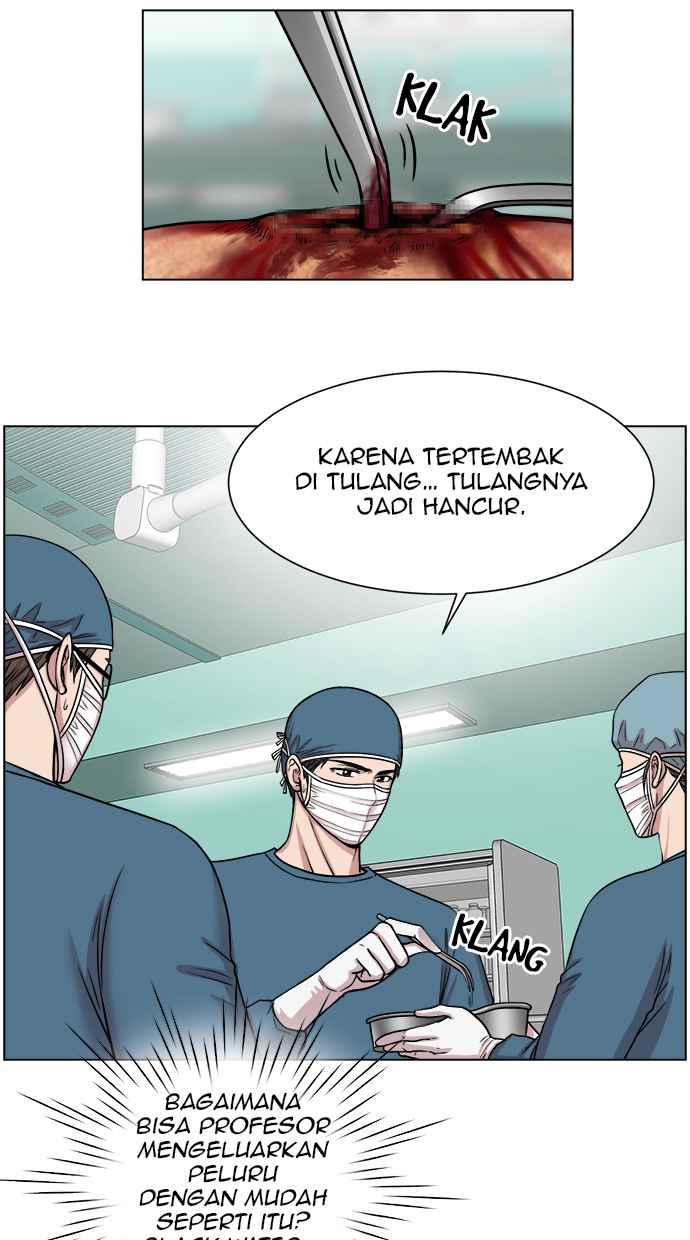 KLAK
KARENA TERTEMBAK
DI TULANG... TULANGNYA
JADI HANCUR.
KLANG
BAGAIMANA
BISA PROFESOR
MENGELUARKAN
PELURU
DENGAN MUDAH
SEPERTI ITU?